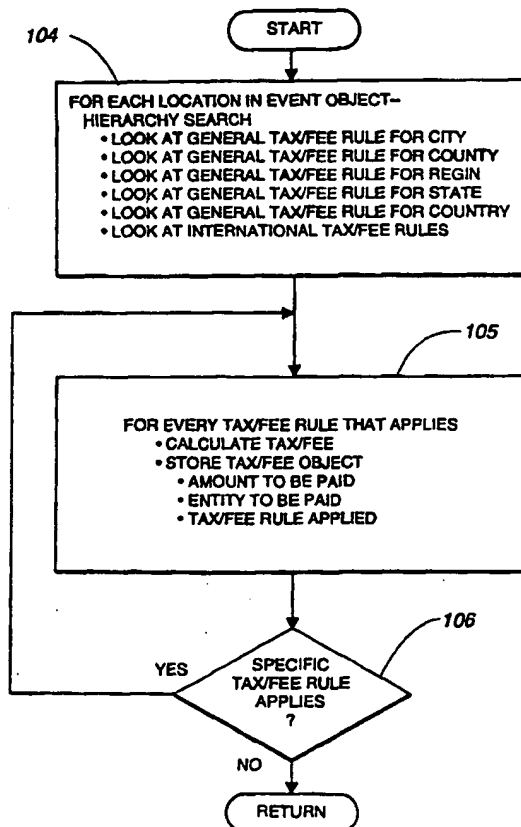 START
104
FOR EACH LOCATION IN EVENT OBJECT–
HIERARCHY SEARCH
• LOOK AT GENERAL TAX/FEE RULE FOR CITY
• LOOK AT GENERAL TAX/FEE RULE FOR COUNTY
• LOOK AT GENERAL TAX/FEE RULE FOR REGIN
• LOOK AT GENERAL TAX/FEE RULE FOR STATE
• LOOK AT GENERAL TAX/FEE RULE FOR COUNTRY
• LOOK AT INTERNATIONAL TAX/FEE RULES
105
FOR EVERY TAX/FEE RULE THAT APPLIES
• CALCULATE TAX/FEE
• STORE TAX/FEE OBJECT
• AMOUNT TO BE PAID
• ENTITY TO BE PAID
• TAX/FEE RULE APPLIED
106
YES
SPECIFIC
TAX/FEE RULE
APPLIES
?
NO
RETURN